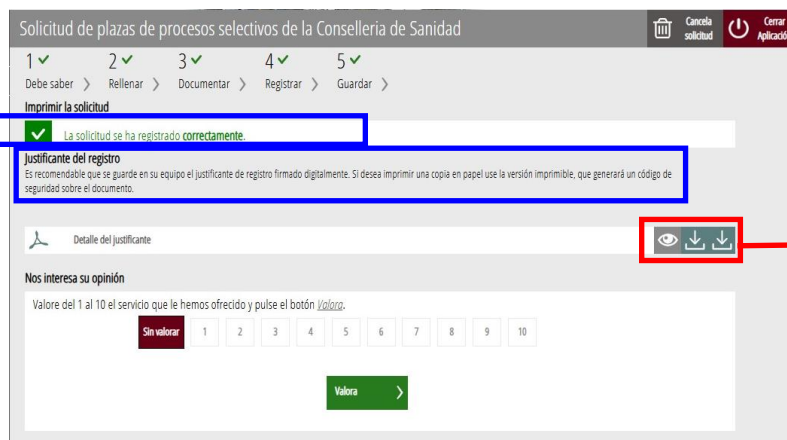 Solicitud de plazas de procesos selectivos de la Conselleria de Sanidad
Cancela
solicitud
Cerrar
Aplicació
1 2 3 4 5
Debe saber Rellenar Documentar Registrar Guardar
Imprimir la solicitud
La solicitud se ha registrado correctamente.
Justificante del registro
Es recomendable que se guarde en su equipo el justificante de registro firmado digitalmente. Si desea imprimir una copia en papel use la versión imprimible, que generará un código de
seguridad sobre el documento.
Detalle del justificante
Nos interesa su opinión
Valore del 1 al 10 el servicio que le hemos ofrecido y pulse el botón Valora.
Sin valorar 1 2 3 4 5 6 7 8 9 10
Valora